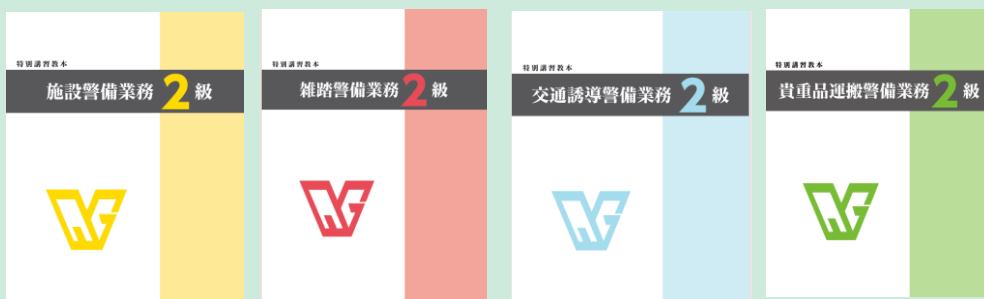 特別講習教本
施設警備業務2級
特別講習教本
雑踏警備業務2級
特別講習教本
交通誘導警備業務2級
特別講習教本
貴重品運搬警備業務2級